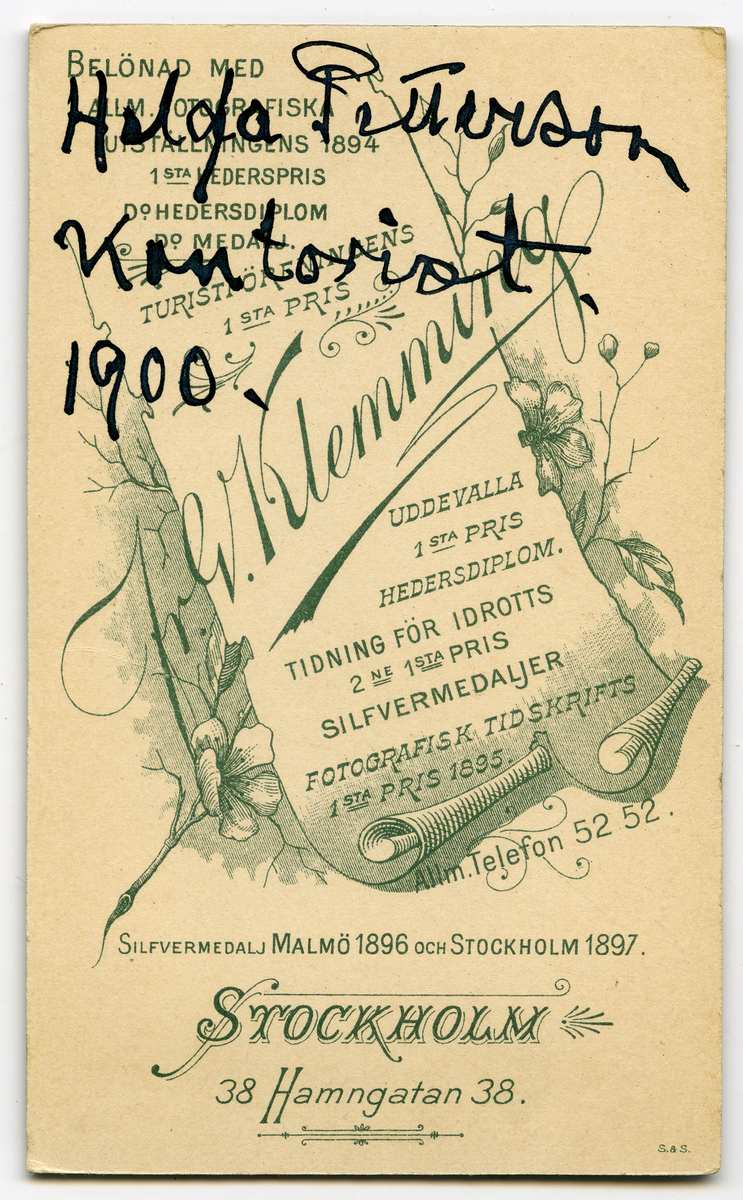 BELÖNAD MED
ALLM. FOTOGRAFISKA
UTSTÄLLNINGENS 1894
1STA HEDERSPRIS
DO HEDERSDIPLOM
DO MEDALJ.
TURISTFÖRENINGENS
1STA PRIS
Helga Pettersson
Kontorist.
1900.
Fr. G. V. Klemming
UDDEVALLA
1STA PRIS
HEDERSDIPLOM.
TIDNING FÖR IDROTTS
2NE 1STA PRIS
SILFVERMEDALJER
FOTOGRAFISK TIDSKRIFTS
1STA PRIS 1895.
Allm. Telefon 52 52.
SILFVERMEDALJ MALMÖ 1896 OCH STOCKHOLM 1897.
STOCKHOLM
38 Hamngatan 38.
S.&S.